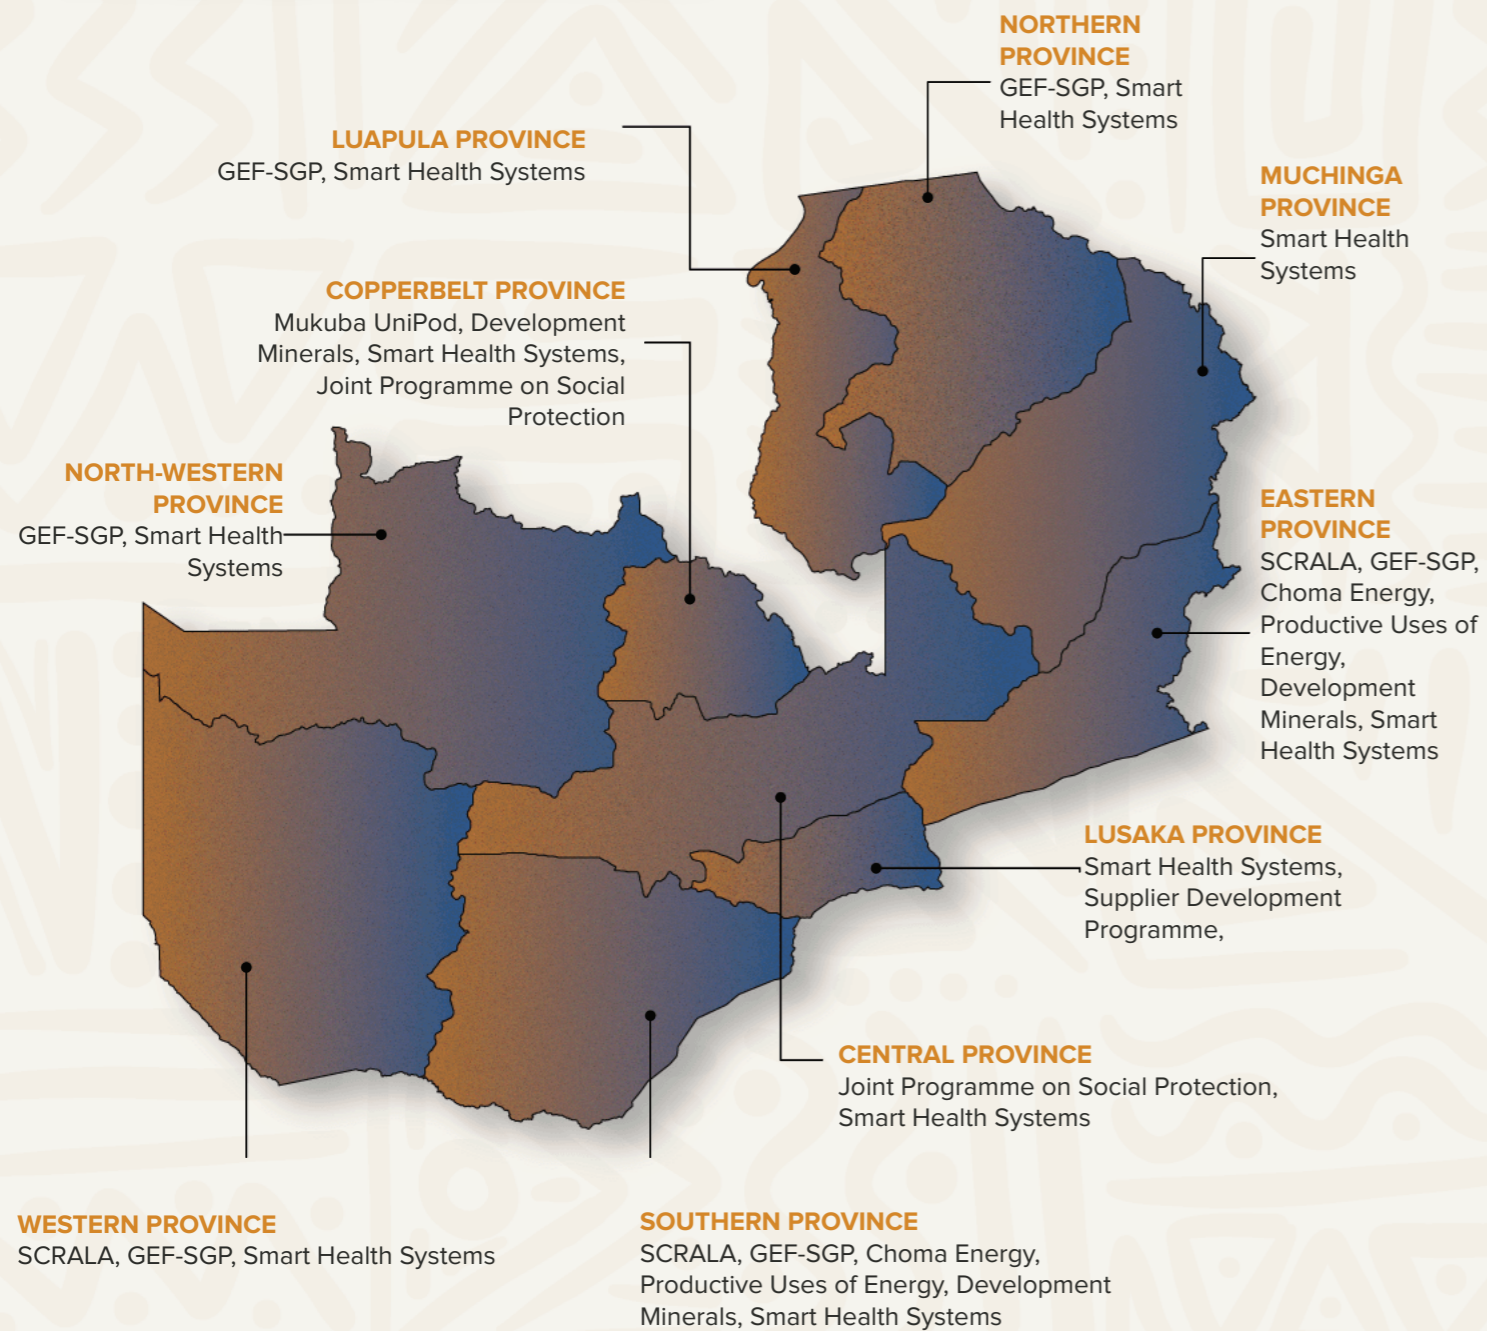 NORTHERN
PROVINCE
GEF-SGP, Smart
Health Systems
LUAPULA PROVINCE
GEF-SGP, Smart Health Systems
MUCHINGA
PROVINCE
Smart Health
Systems
COPPERBELT PROVINCE
Mukuba UniPod, Development
Minerals, Smart Health Systems,
Joint Programme on Social
Protection
NORTH-WESTERN
PROVINCE
GEF-SGP, Smart Health
Systems
EASTERN
PROVINCE
SCRALA, GEF-SGP,
Choma Energy,
Productive Uses of
Energy,
Development
Minerals, Smart
Health Systems
LUSAKA PROVINCE
Smart Health Systems,
Supplier Development
Programme,
CENTRAL PROVINCE
Joint Programme on Social Protection,
Smart Health Systems
WESTERN PROVINCE
SCRALA, GEF-SGP, Smart Health Systems
SOUTHERN PROVINCE
SCRALA, GEF-SGP, Choma Energy,
Productive Uses of Energy, Development
Minerals, Smart Health Systems